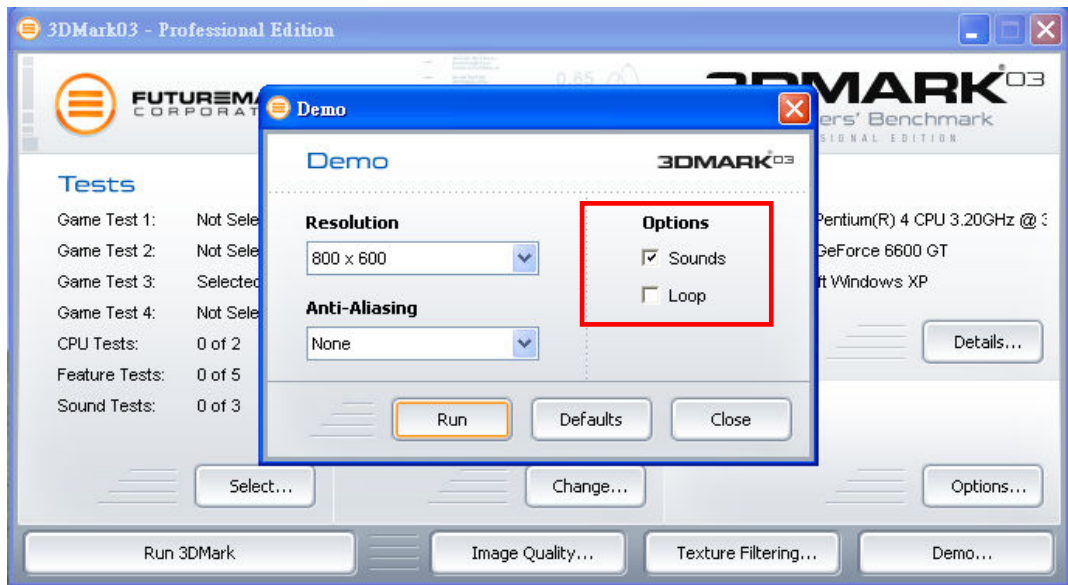 3DMark03 - Professional Edition
0.65
FUTUREMA
CORPORAT
3DMARK03
ers' Benchmark
SIONAL EDITION
Demo
Demo
3DMARK03
Tests
Game Test 1: Not Sele
Game Test 2: Not Sele
Game Test 3: Selected
Game Test 4: Not Sele
CPU Tests: 0 of 2
Feature Tests: 0 of 5
Sound Tests: 0 of 3
Resolution
800 x 600
Anti-Aliasing
None
Options
Sounds
Loop
Pentium(R) 4 CPU 3.20GHz @ 3
GeForce 6600 GT
ft Windows XP
Details...
Run
Defaults
Close
Select...
Change...
Options...
Run 3DMark
Image Quality...
Texture Filtering...
Demo...